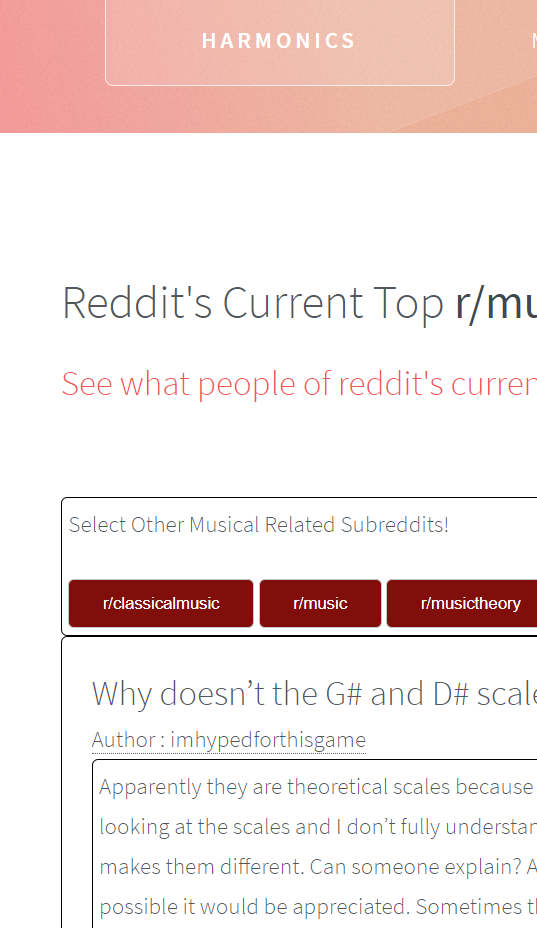 HARMONICS
Reddit's Current Top r/mu
See what people of reddit's curren
Select Other Musical Related Subreddits!
r/classicalmusic r/music r/musictheory
Why doesn’t the G# and D# scale
Author : imhypedforthisgame
Apparently they are theoretical scales because
looking at the scales and I don’t fully understan
makes them different. Can someone explain? A
possible it would be appreciated. Sometimes th